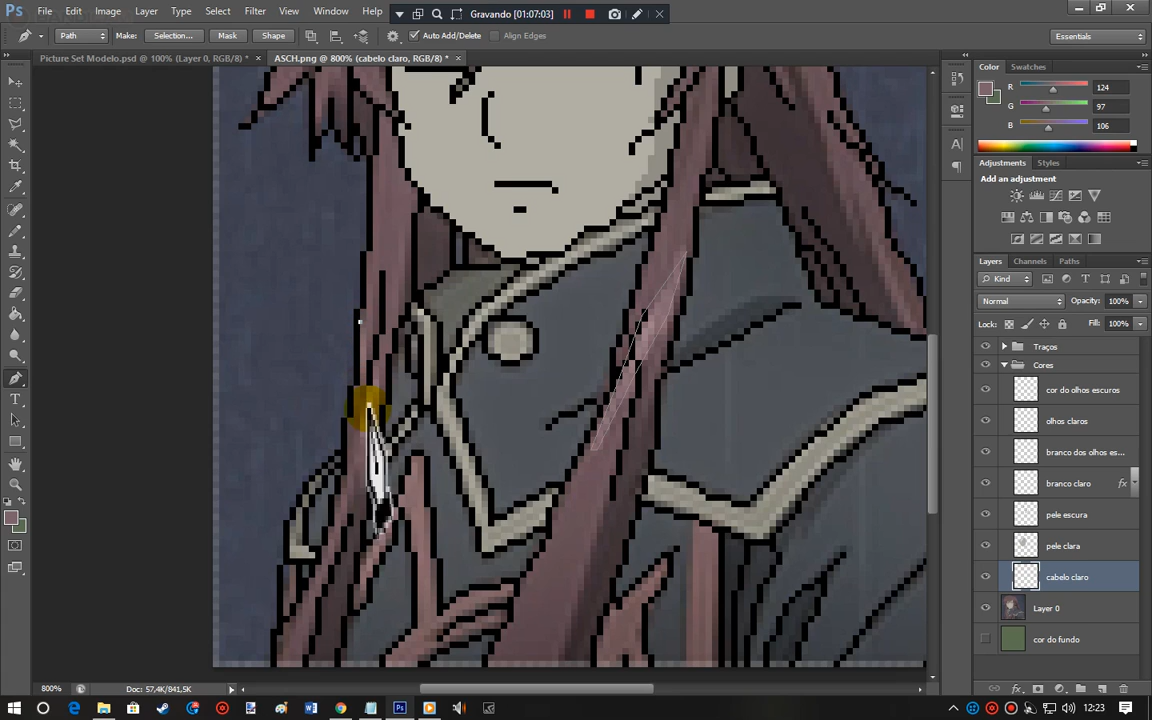 Ps File Edit Image Layer Type Select Filter View Window Help Gravando [01:07:03]
Path Make: Selection... Mask Shape Auto Add/Delete Align Edges Essentials
Picture Set Modelo.psd @ 100% (Layer 0, RGB/8) * × ASCH.png @ 800% (cabelo claro, RGB/8) * ×
Color Swatches
R 124
G 97
B 106
Adjustments Styles
Add an adjustment
Layers Channels Paths
Kind
Normal Opacity: 100%
Lock: Fill: 100%
Traços
Cores
cor do olhos escuros
olhos claros
branco dos olhos es...
branco claro fx
pele escura
pele clara
cabelo claro
Layer 0
cor do fundo
800% Doc: 57,4K/841,5K
12:23